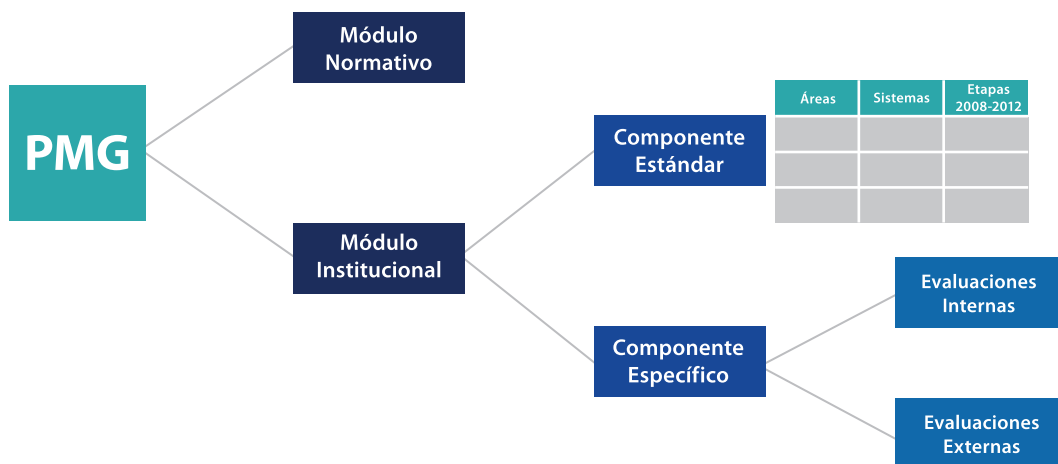 PMG
Módulo
Normativo
Módulo
Institucional
Componente
Estándar
Áreas
Sistemas
Etapas
2008-2012
Componente
Específico
Evaluaciones
Internas
Evaluaciones
Externas